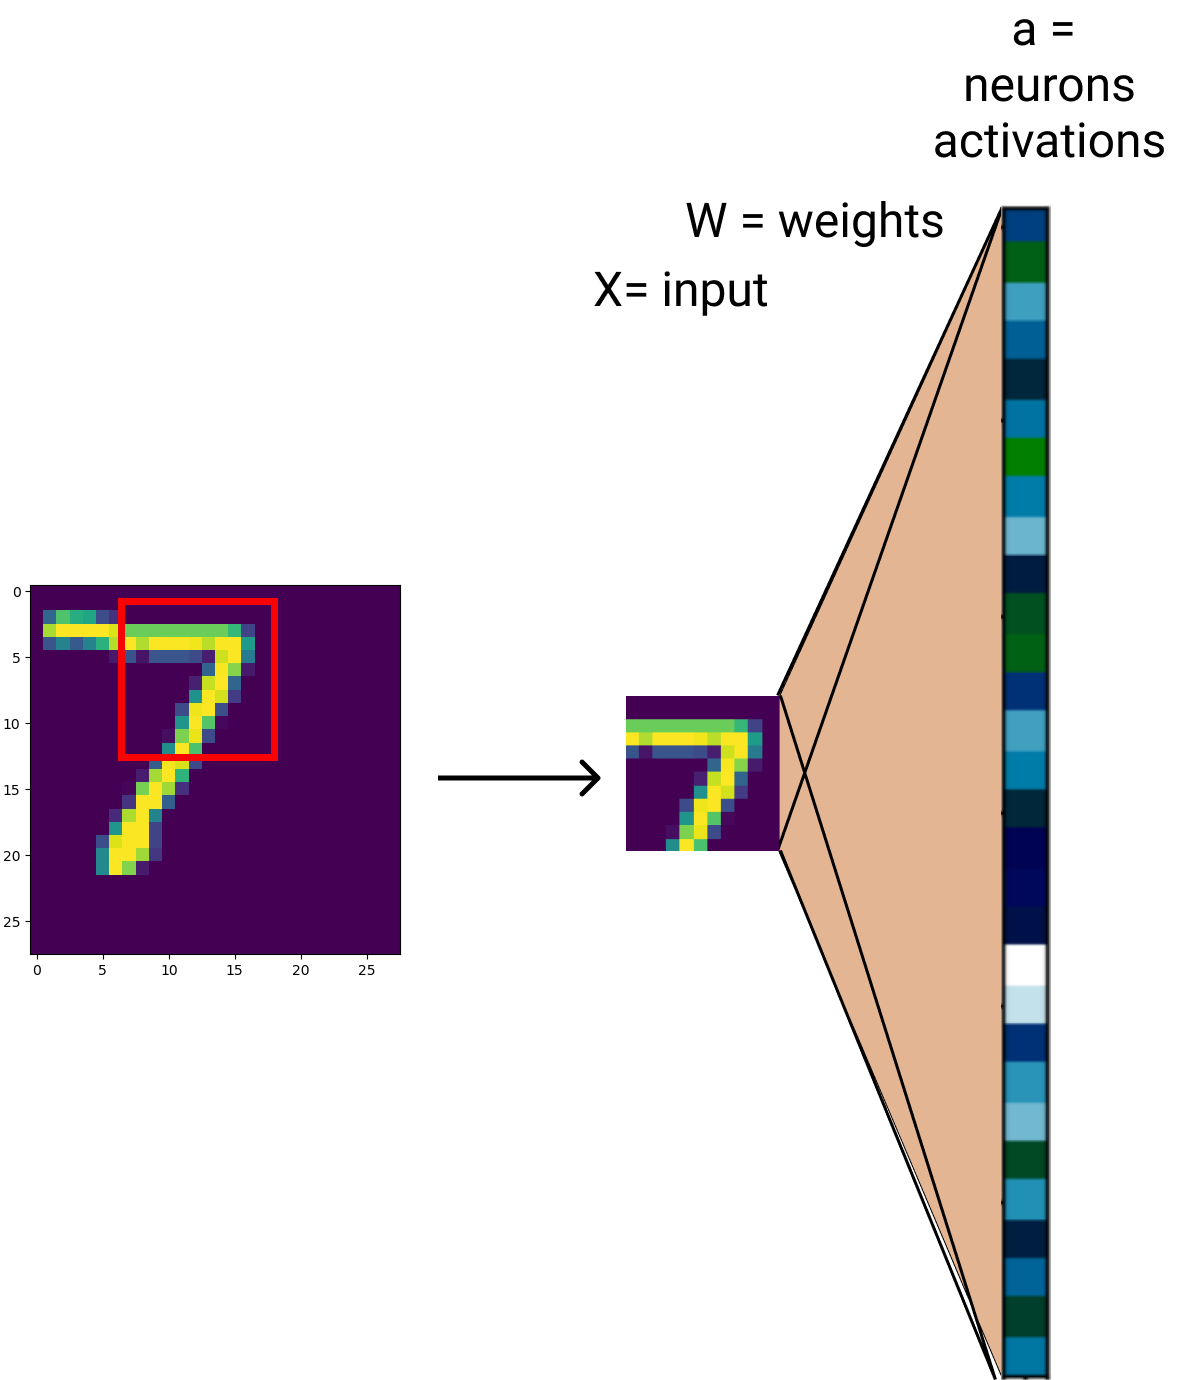 a =
neurons
activations
W = weights
X= input
0
5
10
15
20
25
0 5 10 15 20 25